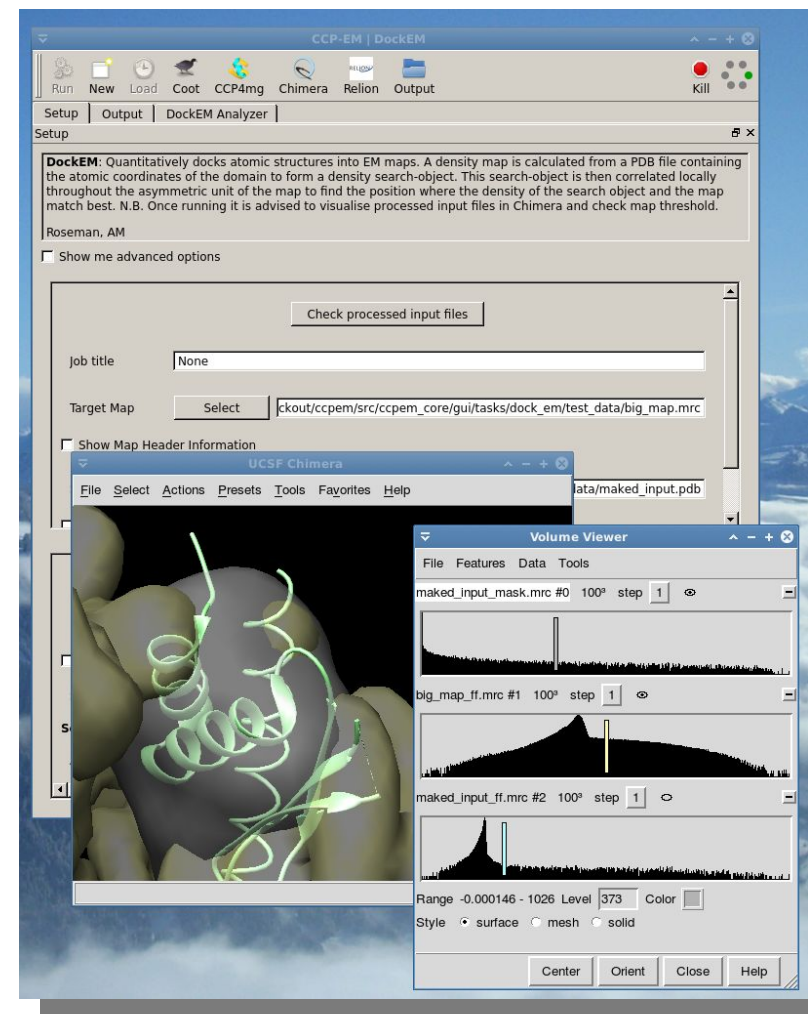 CCP-EM | DockEM
Run New Load Coot CCP4mg Chimera Relion Output Kill
RELION
Setup Output DockEM Analyzer
Setup
DockEM: Quantitatively docks atomic structures into EM maps. A density map is calculated from a PDB file containing
the atomic coordinates of the domain to form a density search-object. This search-object is then correlated locally
throughout the asymmetric unit of the map to find the position where the density of the search object and the map
match best. N.B. Once running it is advised to visualise processed input files in Chimera and check map threshold.
Roseman, AM
Show me advanced options
Check processed input files
Job title None
Target Map Select ckout/ccpem/src/ccpem_core/gui/tasks/dock_em/test_data/big_map.mrc
Show Map Header Information
data/maked_input.pdb
UCSF Chimera
File Select Actions Presets Tools Favorites Help
Volume Viewer
File Features Data Tools
maked_input_mask.mrc #0 100³ step 1
big_map_ff.mrc #1 100³ step 1
maked_input_ff.mrc #2 100³ step 1
Range -0.000146 - 1026 Level 373 Color
Style surface mesh solid
Center Orient Close Help